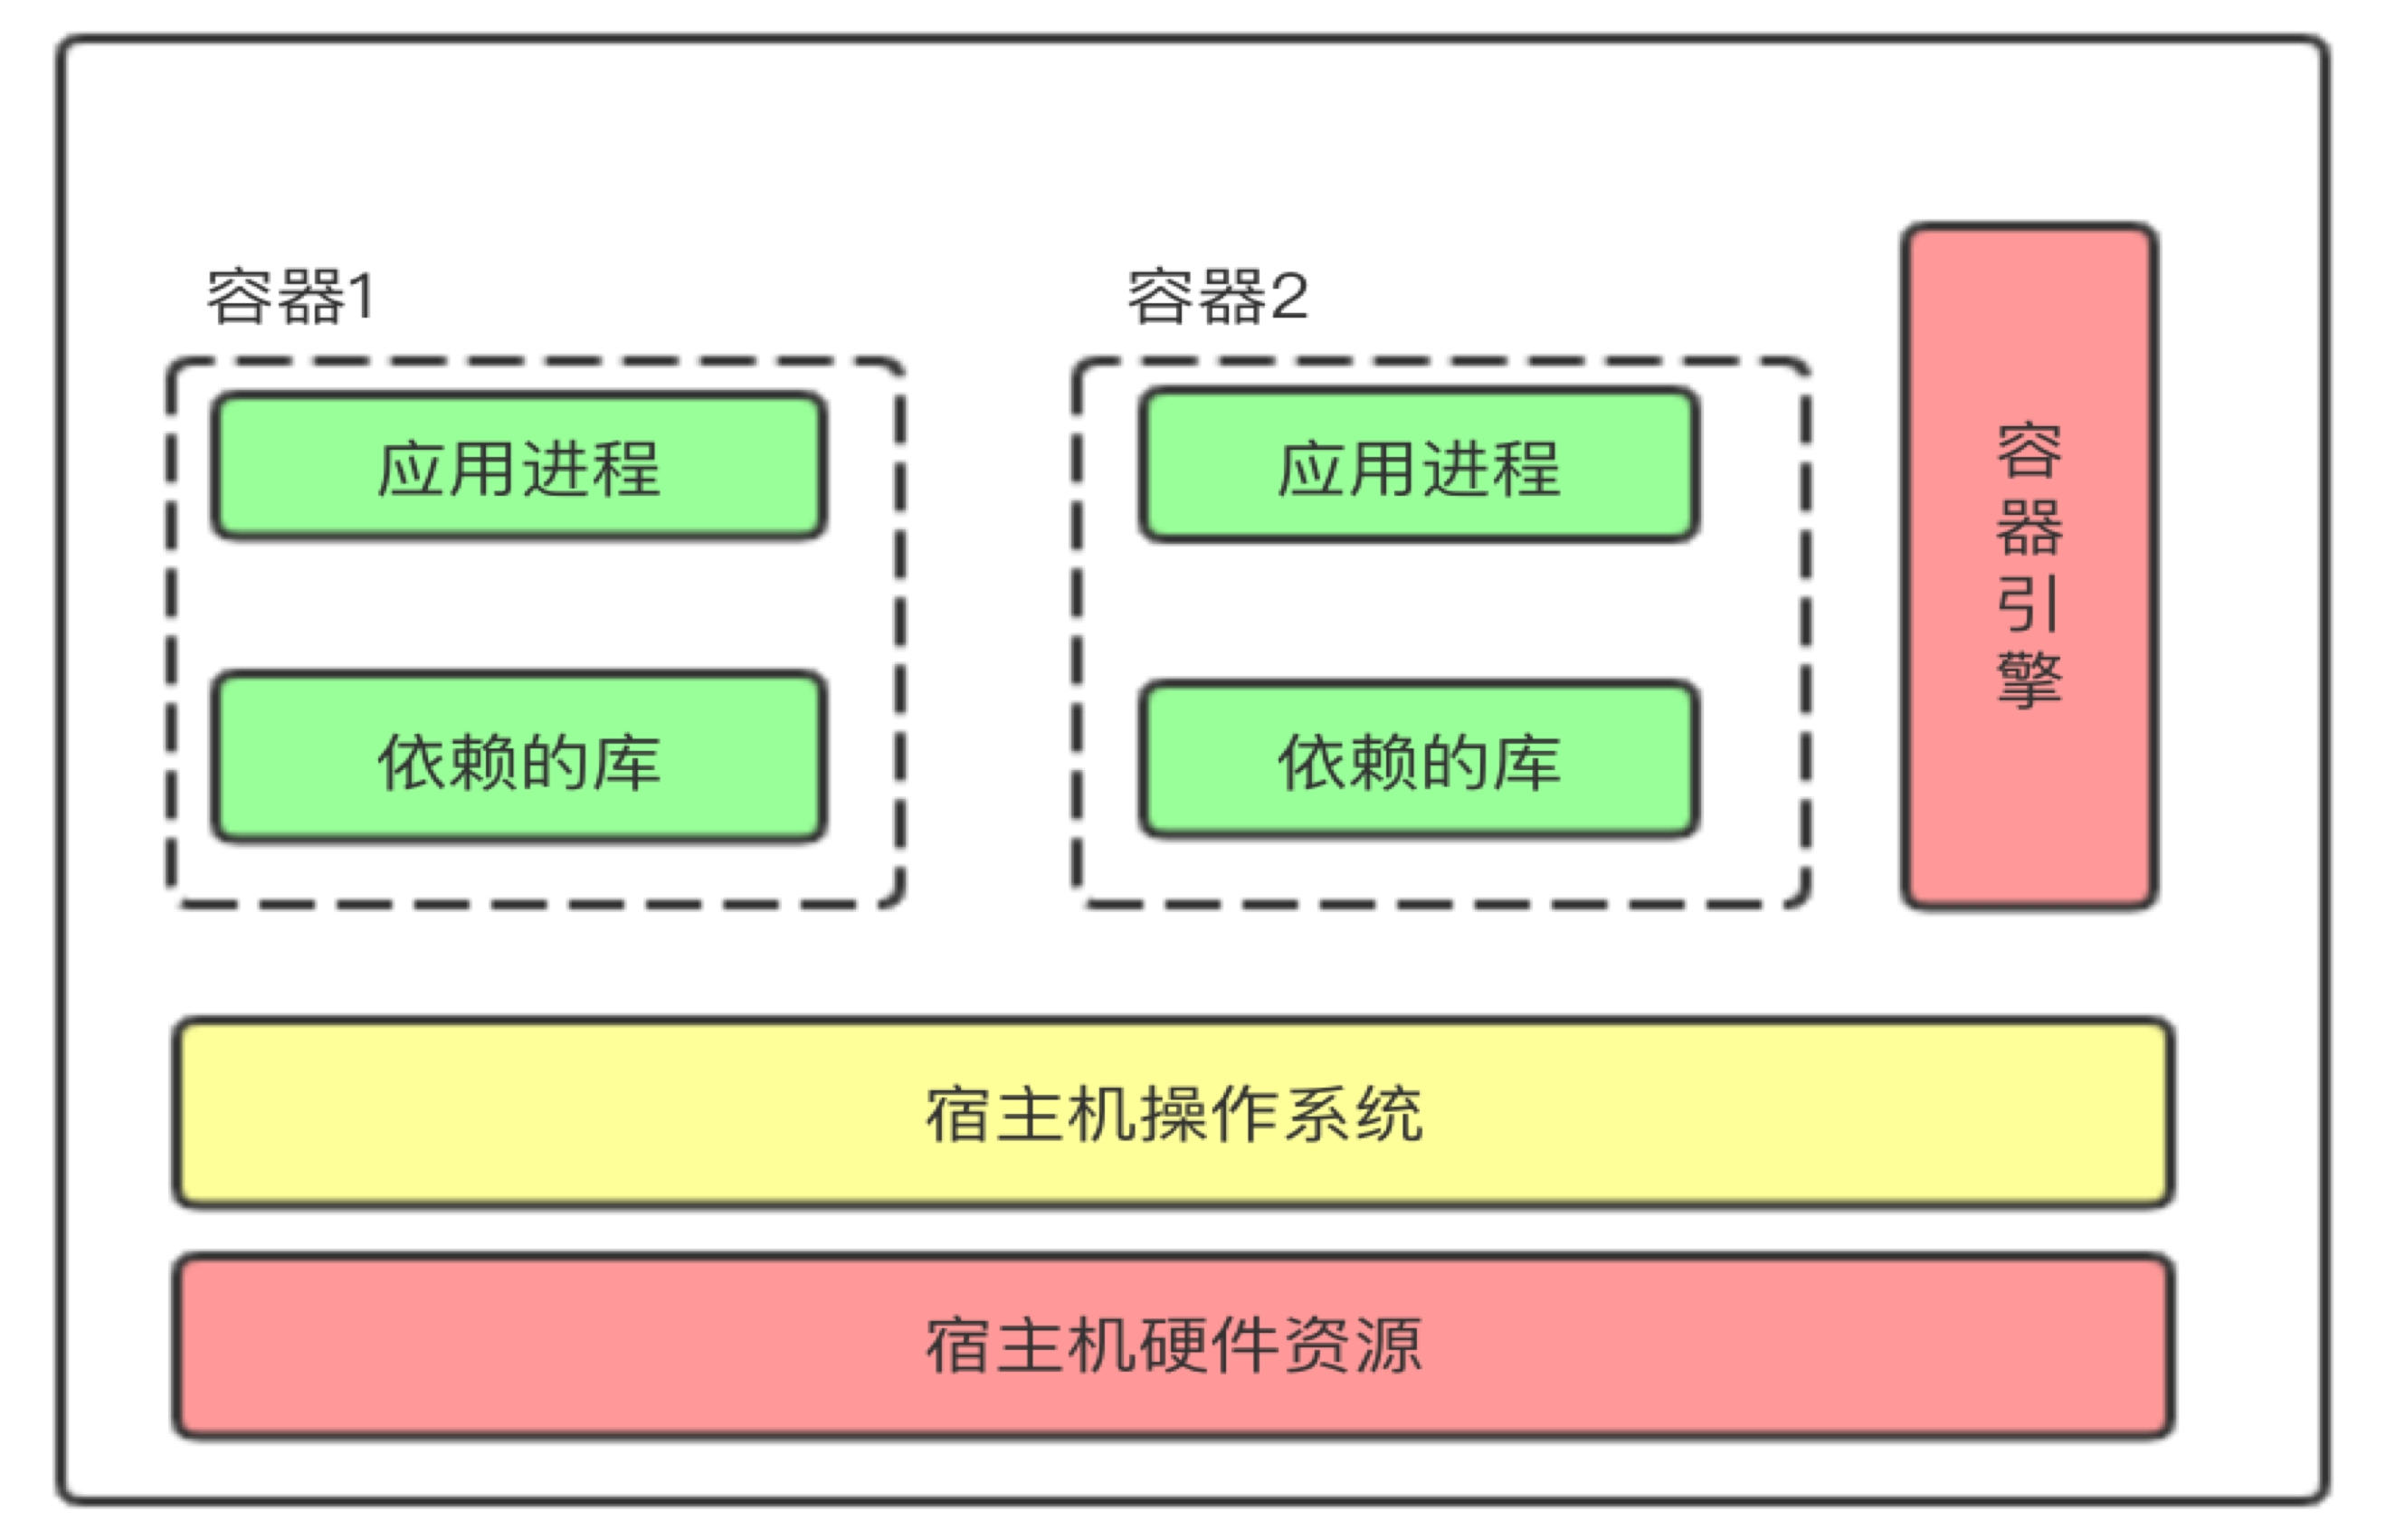 容器1
应用进程
依赖的库
容器2
应用进程
依赖的库
容器引擎
宿主机操作系统
宿主机硬件资源